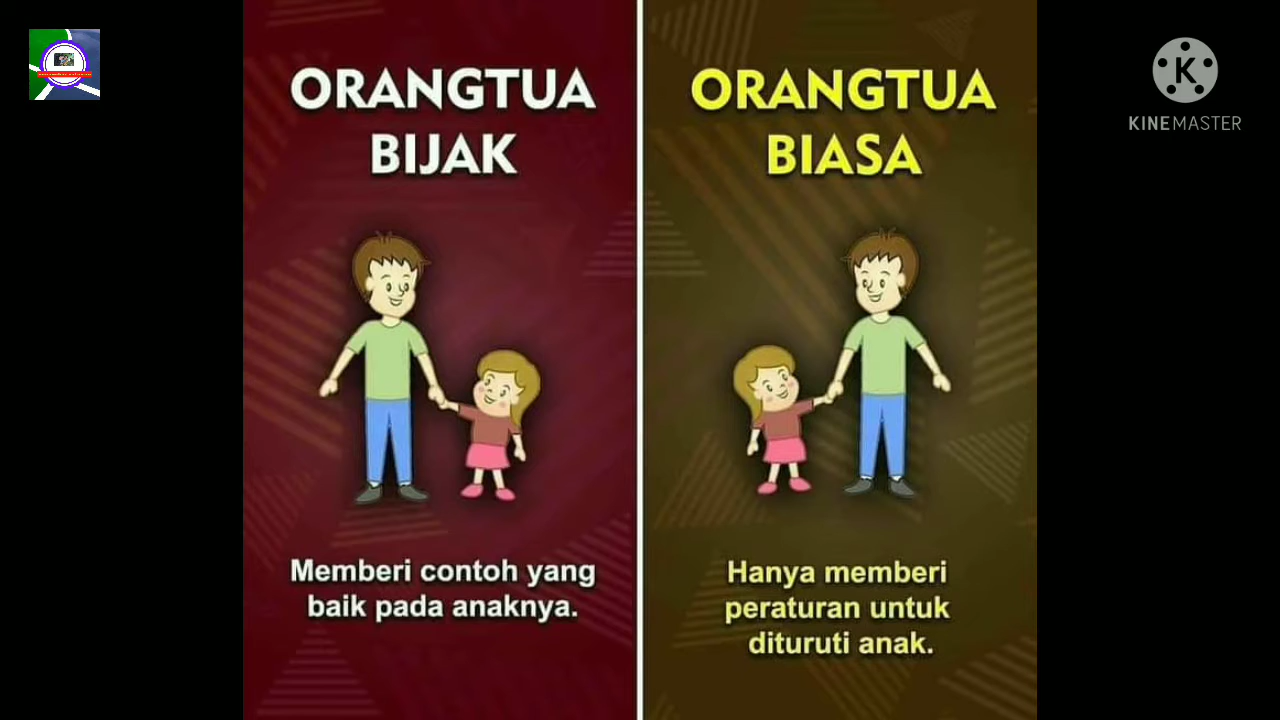 ORANGTUA
BIJAK
Memberi contoh yang
baik pada anaknya.
ORANGTUA
BIASA
Hanya memberi
peraturan untuk
dituruti anak.
K
KINEMASTER